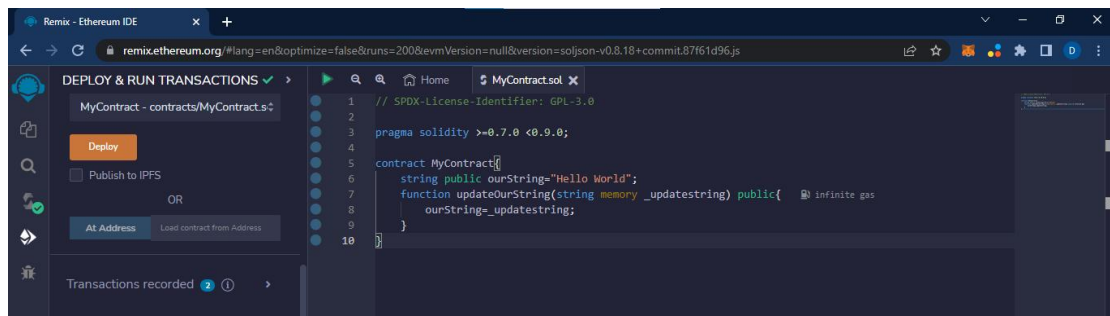 Remix - Ethereum IDE
remix.ethereum.org/#lang=en&optimize=false&runs=200&evmVersion=null&version=soljson-v0.8.18+commit.87f61d96.js
D
DEPLOY & RUN TRANSACTIONS
MyContract - contracts/MyContract.s
Deploy
Publish to IPFS
OR
At Address Load contract from Address
Transactions recorded 2 i
Home MyContract.sol
1 // SPDX-License-Identifier: GPL-3.0
2
3 pragma solidity >=0.7.0 <0.9.0;
4
5 contract MyContract{
6 string public ourString="Hello World";
7 function updateOurString(string memory _updatestring) public{ infinite gas
8 ourString=_updatestring;
9 }
10 }